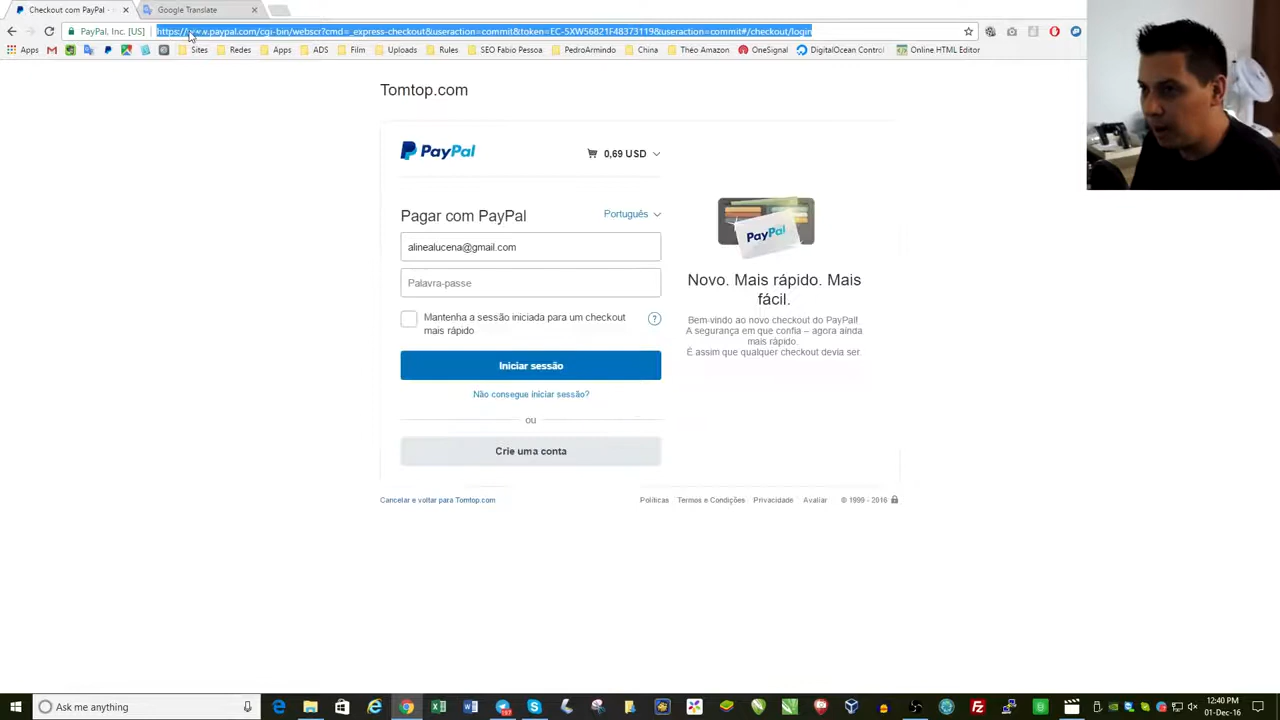 Checkout com PayPal -
Google Translate
PayPal, Inc. [US]
https://www.paypal.com/cgi-bin/webscr?cmd=_express-checkout&useraction=commit&token=EC-5XW56821F48373119&useraction=commit#/checkout/login
Apps
Sites
Redes
ADS
Film
Uploads
Rules
SEO Fabio Pessoa
PedroArmindo
China
Théo Amazon
OneSignal
DigitalOcean Control
Online HTML Editor
Tomtop.com
PayPal
0,69 USD
Pagar com PayPal
Português
alinealucena@gmail.com
Palavra-passe
Mantenha a sessão iniciada para um checkout
mais rápido
?
Iniciar sessão
Não consegue iniciar sessão?
ou
Crie uma conta
PayPal
Novo. Mais rápido. Mais
fácil.
Bem-vindo ao novo checkout do PayPal!
A segurança em que confia – agora ainda
mais rápido.
É assim que qualquer checkout devia ser.
Cancelar e voltar para Tomtop.com
Políticas
Termos e Condições
Privacidade
Avaliar
© 1999 - 2016
Ask me anything
12:40 PM
01-Dec-16